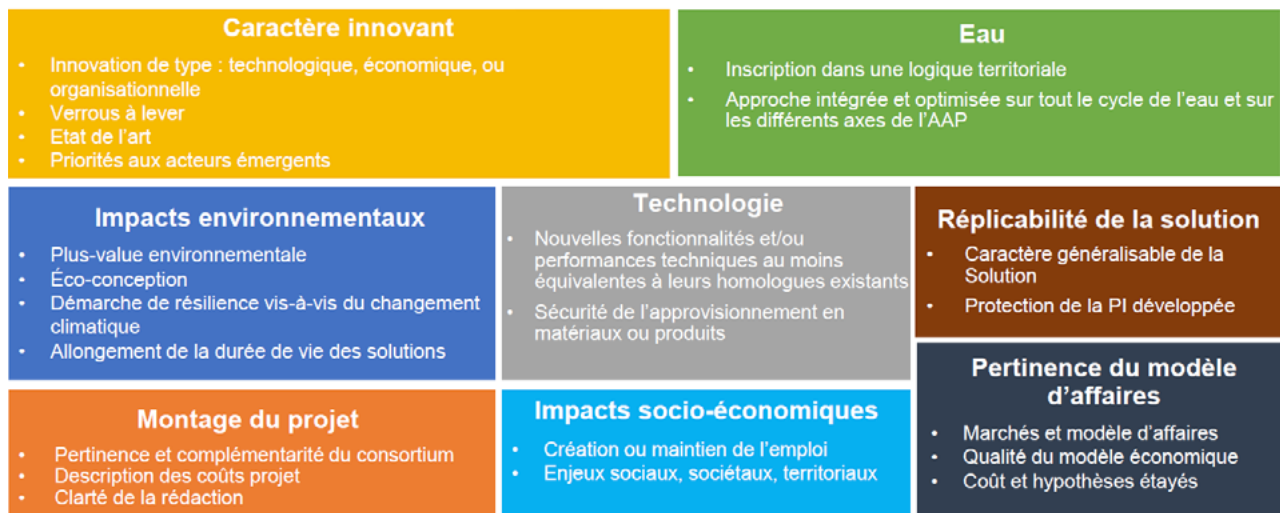 Caractère innovant
• Innovation de type : technologique, économique, ou
organisationnelle
• Verrous à lever
• Etat de l'art
• Priorités aux acteurs émergents
Eau
• Inscription dans une logique territoriale
• Approche intégrée et optimisée sur tout le cycle de l'eau et sur
les différents axes de l'AAP
Impacts environnementaux
• Plus-value environnementale
• Éco-conception
• Démarche de résilience vis-à-vis du changement
climatique
• Allongement de la durée de vie des solutions
Technologie
• Nouvelles fonctionnalités et/ou
performances techniques au moins
équivalentes à leurs homologues existants
• Sécurité de l'approvisionnement en
matériaux ou produits
Réplicabilité de la solution
• Caractère généralisable de la
Solution
• Protection de la PI développée
Montage du projet
• Pertinence et complémentarité du consortium
• Description des coûts projet
• Clarté de la rédaction
Impacts socio-économiques
• Création ou maintien de l'emploi
• Enjeux sociaux, sociétaux, territoriaux
Pertinence du modèle
d'affaires
• Marchés et modèle d'affaires
• Qualité du modèle économique
• Coût et hypothèses étayés